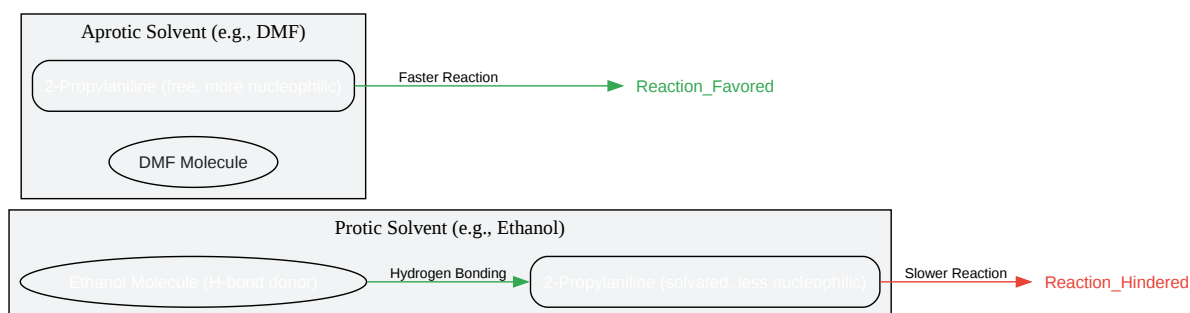 Aprotic Solvent (e.g., DMF)
2-Propylaniline (free, more nucleophilic)
Faster Reaction
Reaction_Favored
DMF Molecule
Protic Solvent (e.g., Ethanol)
Ethanol Molecule (H-bond donor)
Hydrogen Bonding
2-Propylaniline (solvated, less nucleophilic)
Slower Reaction
Reaction_Hindered